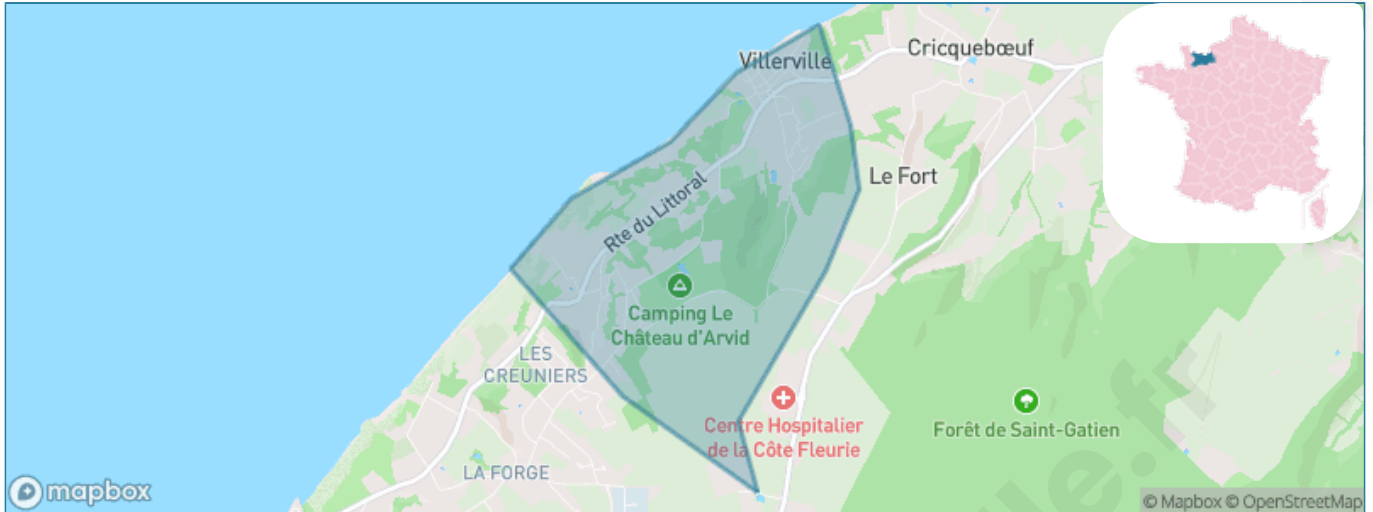 Villerville
Cricquebœuf
Le Fort
Rte du Littoral
Camping Le
Château d'Arvid
LES
CREUNIERS
Centre Hospitalier
de la Côte Fleurie
Forêt de Saint-Gatien
LA FORGE
mapbox
© Mapbox © OpenStreetMap